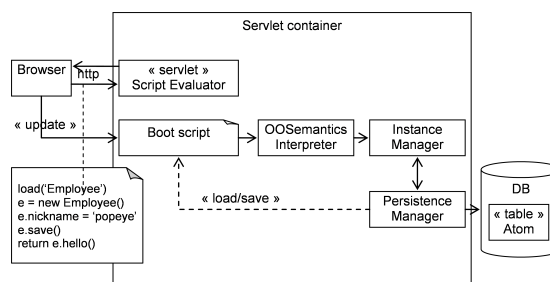 Servlet container
Browser
http
« servlet »
Script Evaluator
« update »
Boot script
OOSemantics
Interpreter
Instance
Manager
load(‘Employee’)
e = new Employee()
e.nickname = ‘popeye’
e.save()
return e.hello()
« load/save »
Persistence
Manager
DB
« table »
Atom